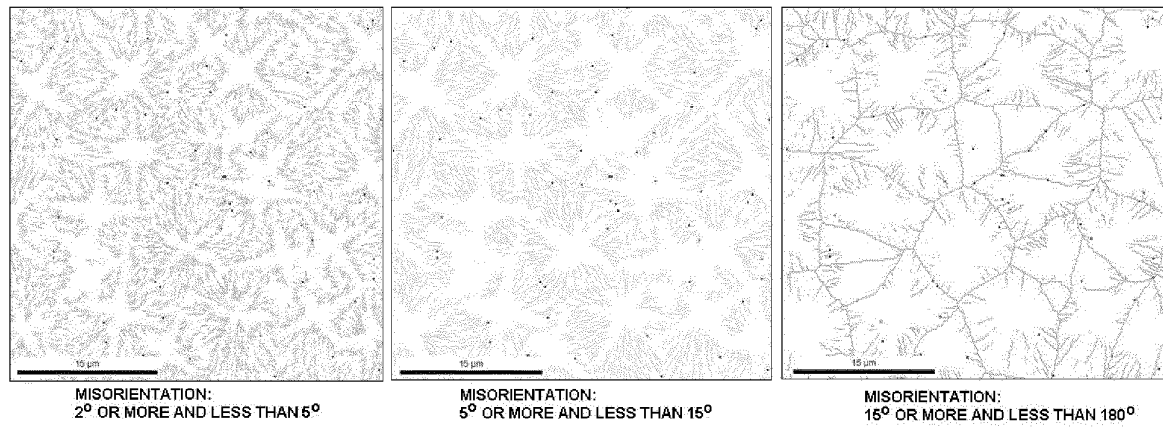 15 μm
15 μm
15 μm
MISORIENTATION:
2° OR MORE AND LESS THAN 5°
MISORIENTATION:
5° OR MORE AND LESS THAN 15°
MISORIENTATION:
15° OR MORE AND LESS THAN 180°